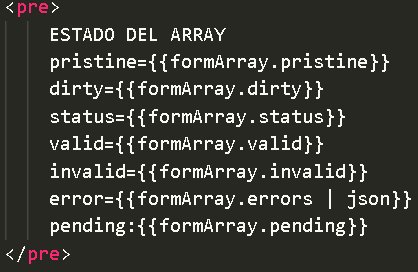 <pre>
ESTADO DEL ARRAY
pristine={{formArray.pristine}}
dirty={{formArray.dirty}}
status={{formArray.status}}
valid={{formArray.valid}}
invalid={{formArray.invalid}}
error={{formArray.errors | json}}
pending:{{formArray.pending}}
</pre>